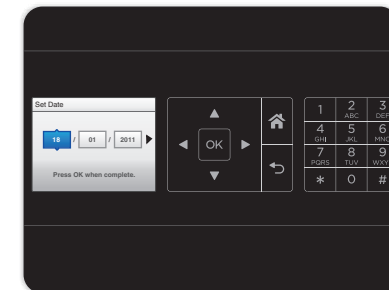 Set Date
18 / 01 / 2011
Press OK when complete.
OK
1 2 3
ABC DEF
4 5 6
GHI JKL MNO
7 8 9
PQRS TUV WXY
* 0 #